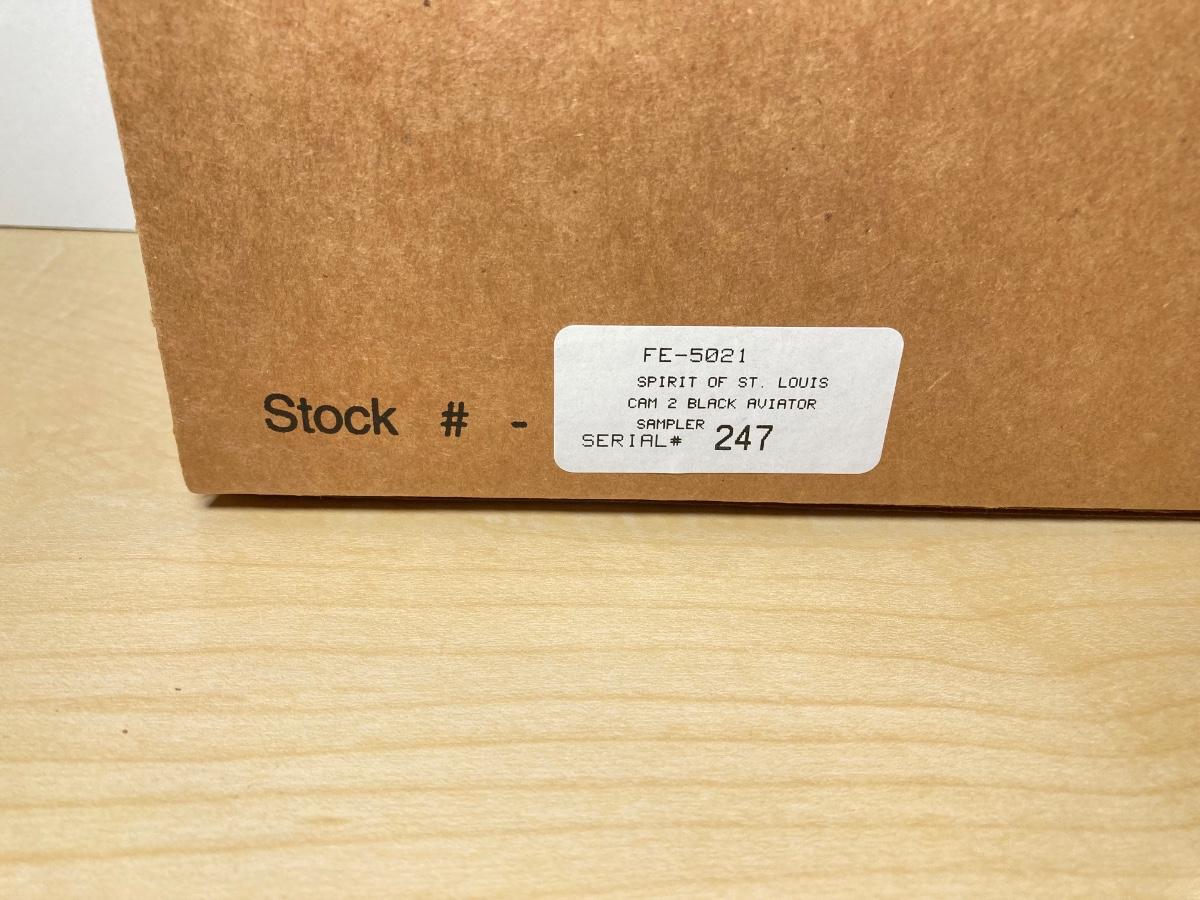 FE-5021
SPIRIT OF ST. LOUIS
CAM 2 BLACK AVIATOR
SAMPLER
Stock # -
SERIAL# 247